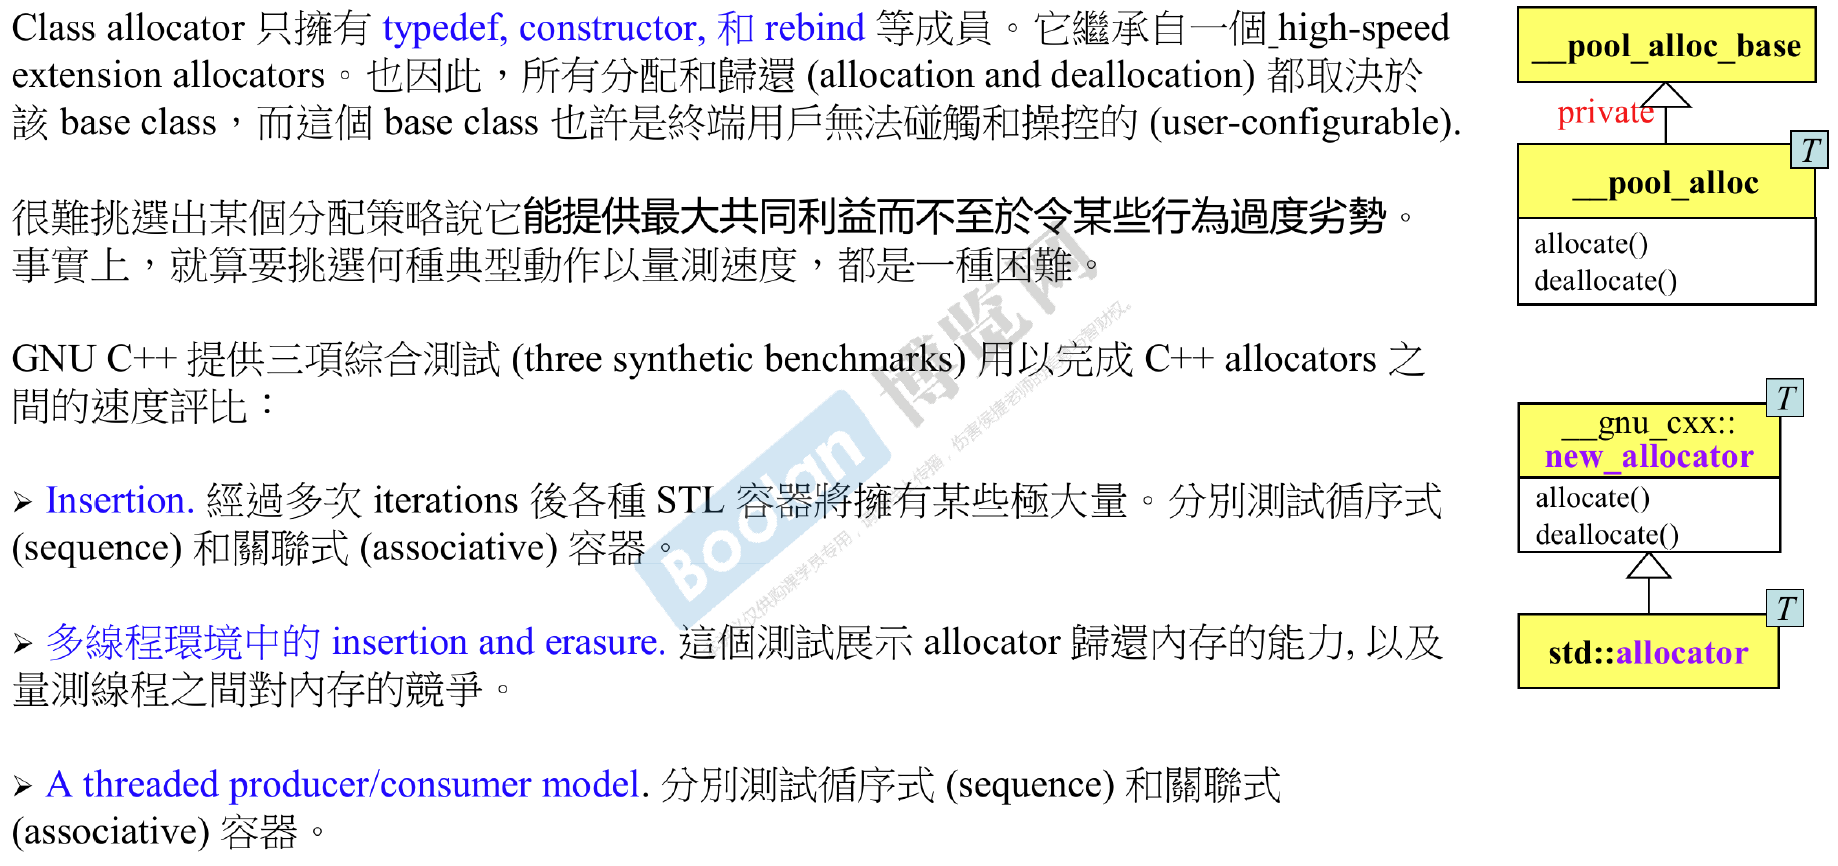 Class allocator 只擁有 typedef, constructor, 和 rebind 等成員。它繼承自一個 high-speed
extension allocators。也因此，所有分配和歸還 (allocation and deallocation) 都取決於
該 base class，而這個 base class 也許是終端用戶無法碰觸和操控的 (user-configurable).
很難挑選出某個分配策略說它能提供最大共同利益而不至於令某些行為過度劣勢。
事實上，就算要挑選何種典型動作以量測速度，都是一種困難。
GNU C++ 提供三項綜合測試 (three synthetic benchmarks) 用以完成 C++ allocators 之
間的速度評比：
➢ Insertion. 經過多次 iterations 後各種 STL 容器將擁有某些極大量。分別測試循序式
(sequence) 和關聯式 (associative) 容器。
➢ 多線程環境中的 insertion and erasure. 這個測試展示 allocator 歸還內存的能力, 以及
量測線程之間對內存的競爭。
➢ A threaded producer/consumer model. 分別測試循序式 (sequence) 和關聯式
(associative) 容器。
__pool_alloc_base
private
T
__pool_alloc
allocate()
deallocate()
T
__gnu_cxx::
new_allocator
allocate()
deallocate()
T
std::allocator
Boolan
博览网